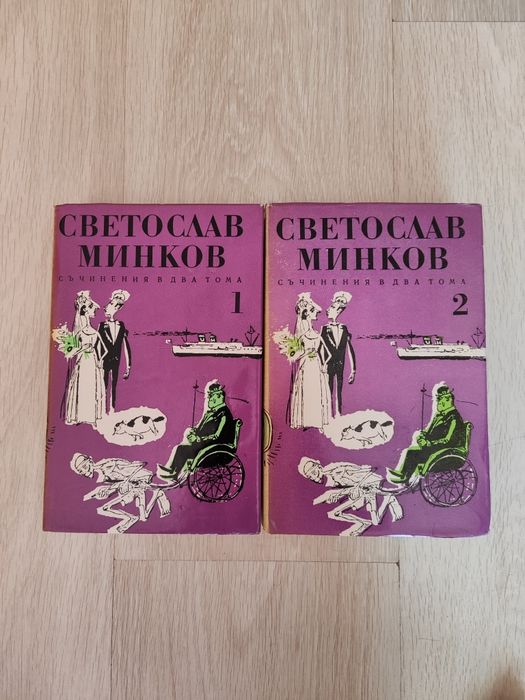 СВЕТОСЛАВ
МИНКОВ
СЪЧИНЕНИЯ В ДВА ТОМА
1
СВЕТОСЛАВ
МИНКОВ
СЪЧИНЕНИЯ В ДВА ТОМА
2